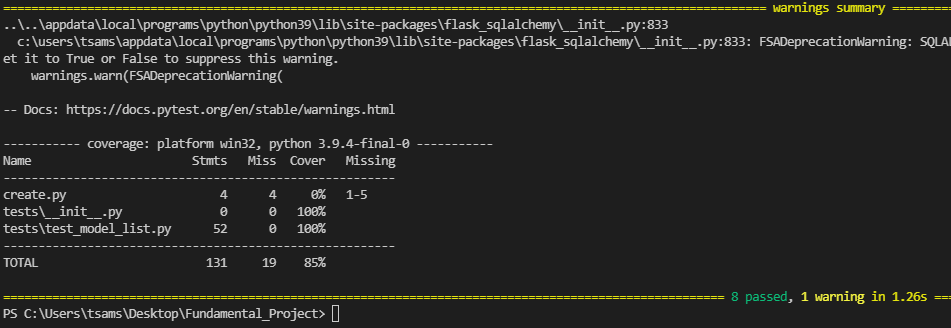 ============================================================================================ warnings summary =========
..\..\appdata\local\programs\python\python39\lib\site-packages\flask_sqlalchemy\__init__.py:833
  c:\users\tsams\appdata\local\programs\python\python39\lib\site-packages\flask_sqlalchemy\__init__.py:833: FSADeprecationWarning: SQLAL
et it to True or False to suppress this warning.
    warnings.warn(FSADeprecationWarning(

-- Docs: https://docs.pytest.org/en/stable/warnings.html

----------- coverage: platform win32, python 3.9.4-final-0 -----------
Name                       Stmts   Miss  Cover   Missing
--------------------------------------------------------
create.py                      4      4     0%   1-5
tests\__init__.py              0      0   100%
tests\test_model_list.py      52      0   100%
--------------------------------------------------------
TOTAL                        131     19    85%

======================================================================================= 8 passed, 1 warning in 1.26s ===
PS C:\Users\tsams\Desktop\Fundamental_Project>